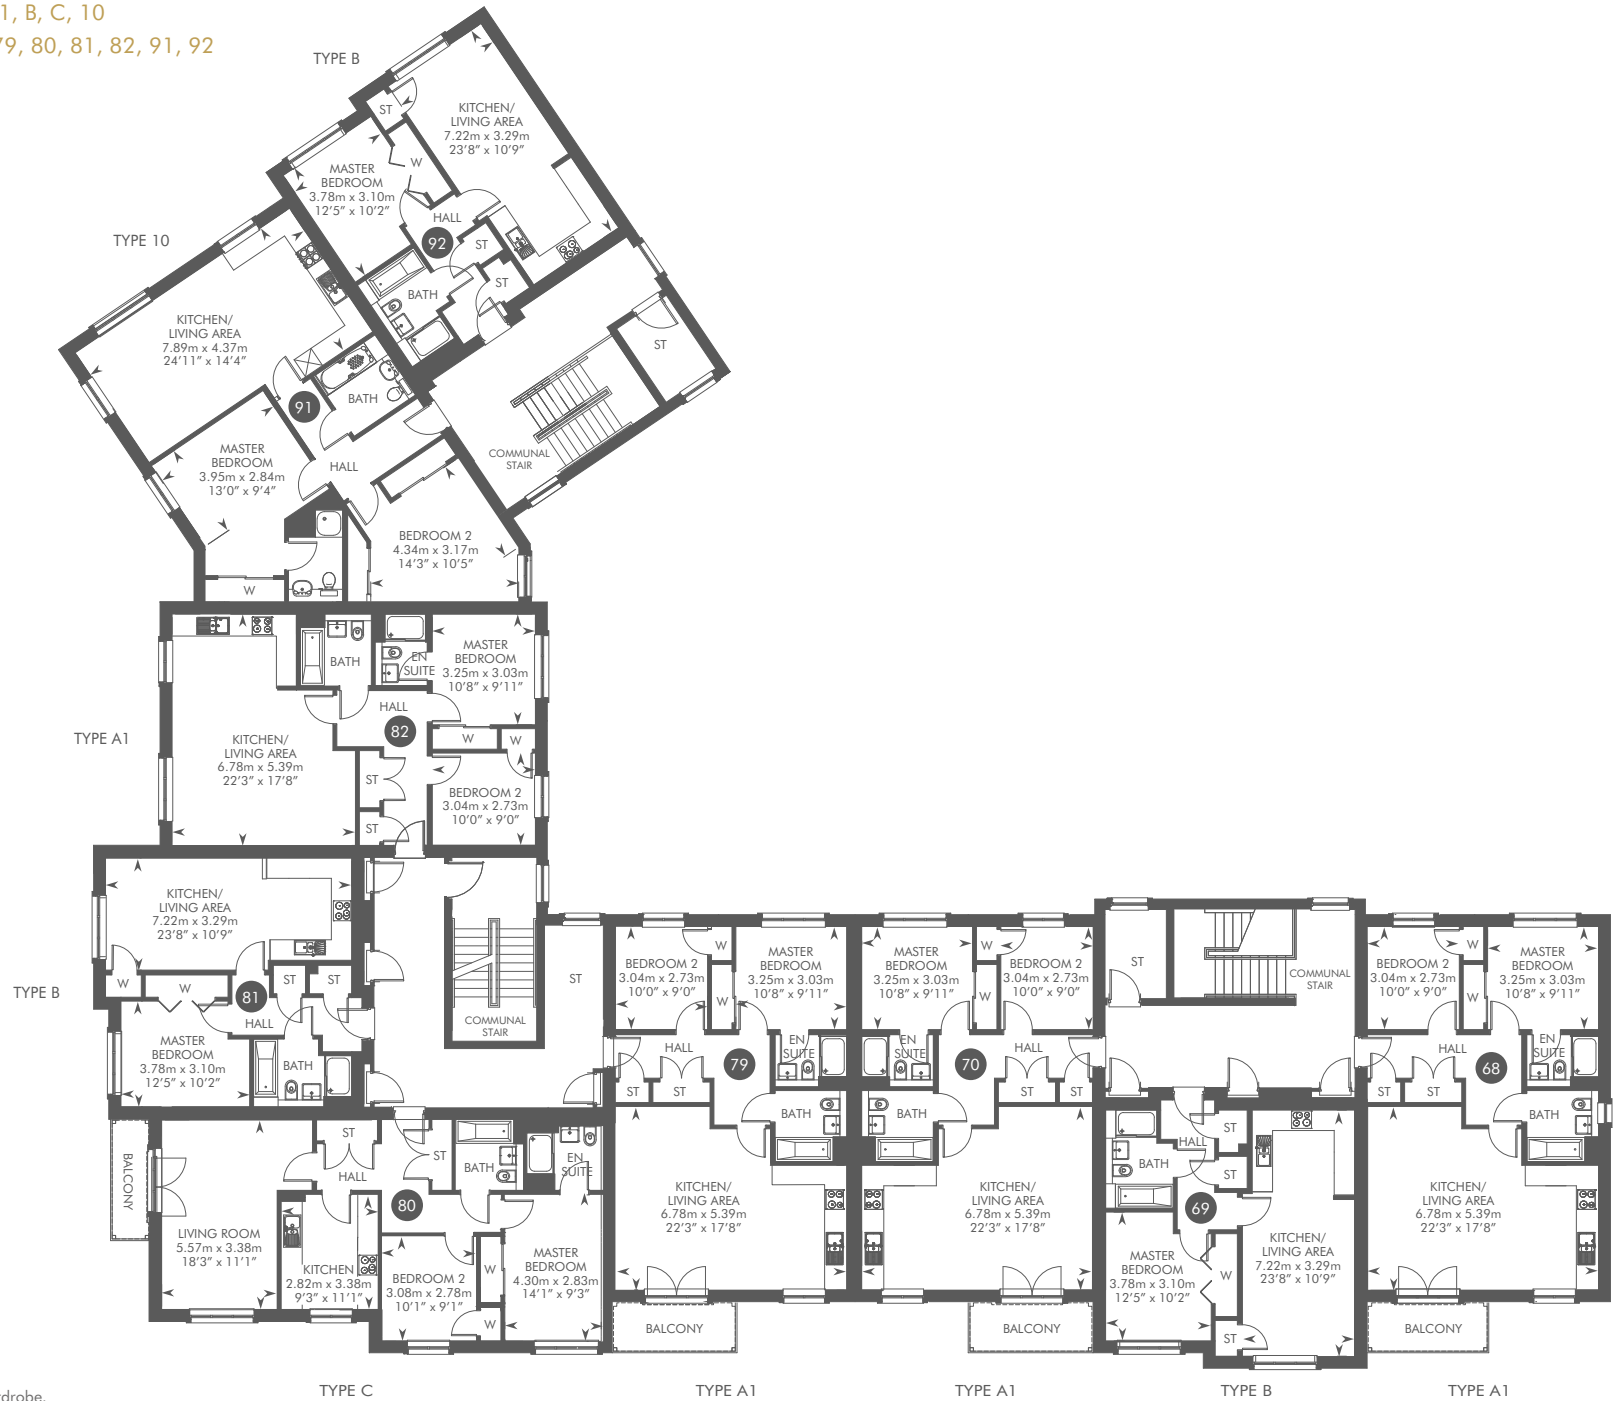 1, B, C, 10
79, 80, 81, 82, 91, 92
TYPE B
ST
KITCHEN/
LIVING AREA
7.22m x 3.29m
23'8" x 10'9"
W
MASTER
BEDROOM
3.78m x 3.10m
12'5" x 10'2"
HALL
92
ST
ST
BATH
TYPE 10
KITCHEN/
LIVING AREA
7.89m x 4.37m
24'11" x 14'4"
ST
BATH
91
COMMUNAL
STAIR
MASTER
BEDROOM
3.95m x 2.84m
13'0" x 9'4"
HALL
BEDROOM 2
4.34m x 3.17m
14'3" x 10'5"
W
BATH
EN
SUITE
MASTER
BEDROOM
3.25m x 3.03m
10'8" x 9'11"
HALL
82
TYPE A1
KITCHEN/
LIVING AREA
6.78m x 5.39m
22'3" x 17'8"
W
W
ST
BEDROOM 2
3.04m x 2.73m
10'0" x 9'0"
ST
KITCHEN/
LIVING AREA
7.22m x 3.29m
23'8" x 10'9"
TYPE B
W
W
ST
ST
81
HALL
MASTER
BEDROOM
3.78m x 3.10m
12'5" x 10'2"
BATH
COMMUNAL
STAIR
ST
BEDROOM 2
3.04m x 2.73m
10'0" x 9'0"
W
W
MASTER
BEDROOM
3.25m x 3.03m
10'8" x 9'11"
HALL
79
EN
SUITE
ST
ST
BATH
KITCHEN/
LIVING AREA
6.78m x 5.39m
22'3" x 17'8"
BALCONY
MASTER
BEDROOM
3.25m x 3.03m
10'8" x 9'11"
W
W
BEDROOM 2
3.04m x 2.73m
10'0" x 9'0"
EN
SUITE
70
HALL
ST
ST
BATH
KITCHEN/
LIVING AREA
6.78m x 5.39m
22'3" x 17'8"
BALCONY
ST
COMMUNAL
STAIR
BEDROOM 2
3.04m x 2.73m
10'0" x 9'0"
W
W
MASTER
BEDROOM
3.25m x 3.03m
10'8" x 9'11"
HALL
68
EN
SUITE
ST
ST
BATH
KITCHEN/
LIVING AREA
6.78m x 5.39m
22'3" x 17'8"
BALCONY
ST
HALL
BATH
ST
69
KITCHEN/
LIVING AREA
7.22m x 3.29m
23'8" x 10'9"
MASTER
BEDROOM
3.78m x 3.10m
12'5" x 10'2"
W
ST
BALCONY
ST
HALL
ST
BATH
EN
SUITE
80
LIVING ROOM
5.57m x 3.38m
18'3" x 11'1"
KITCHEN
2.82m x 3.38m
9'3" x 11'1"
BEDROOM 2
3.08m x 2.78m
10'1" x 9'1"
W
W
MASTER
BEDROOM
4.30m x 2.83m
14'1" x 9'3"
TYPE C
TYPE A1
TYPE A1
TYPE B
TYPE A1
rdrobe.